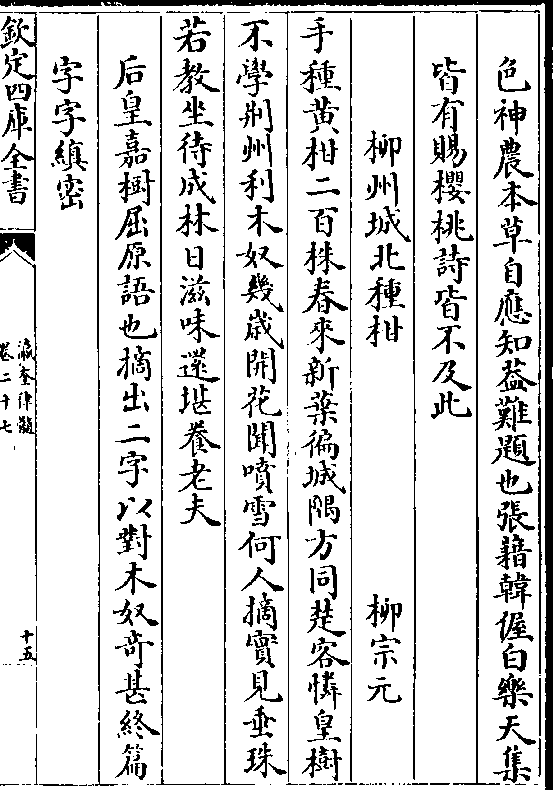 色神農本草自應知葢難題也張籍韓偓白樂天集
皆有賜櫻桃詩皆不及此
柳州城北種柑 柳宗元
手種黄柑二百株春來新葉徧城隅方同楚客憐皇樹
不學荆州利木奴幾嵗開花聞噴雪何人摘實見垂珠
若教坐待成林日滋味還堪養老夫
后皇嘉樹屈原語也摘出二字以對木奴奇甚終篇
字字縝密
欽定四庫全書
瀛奎律髓
卷二十七
十五